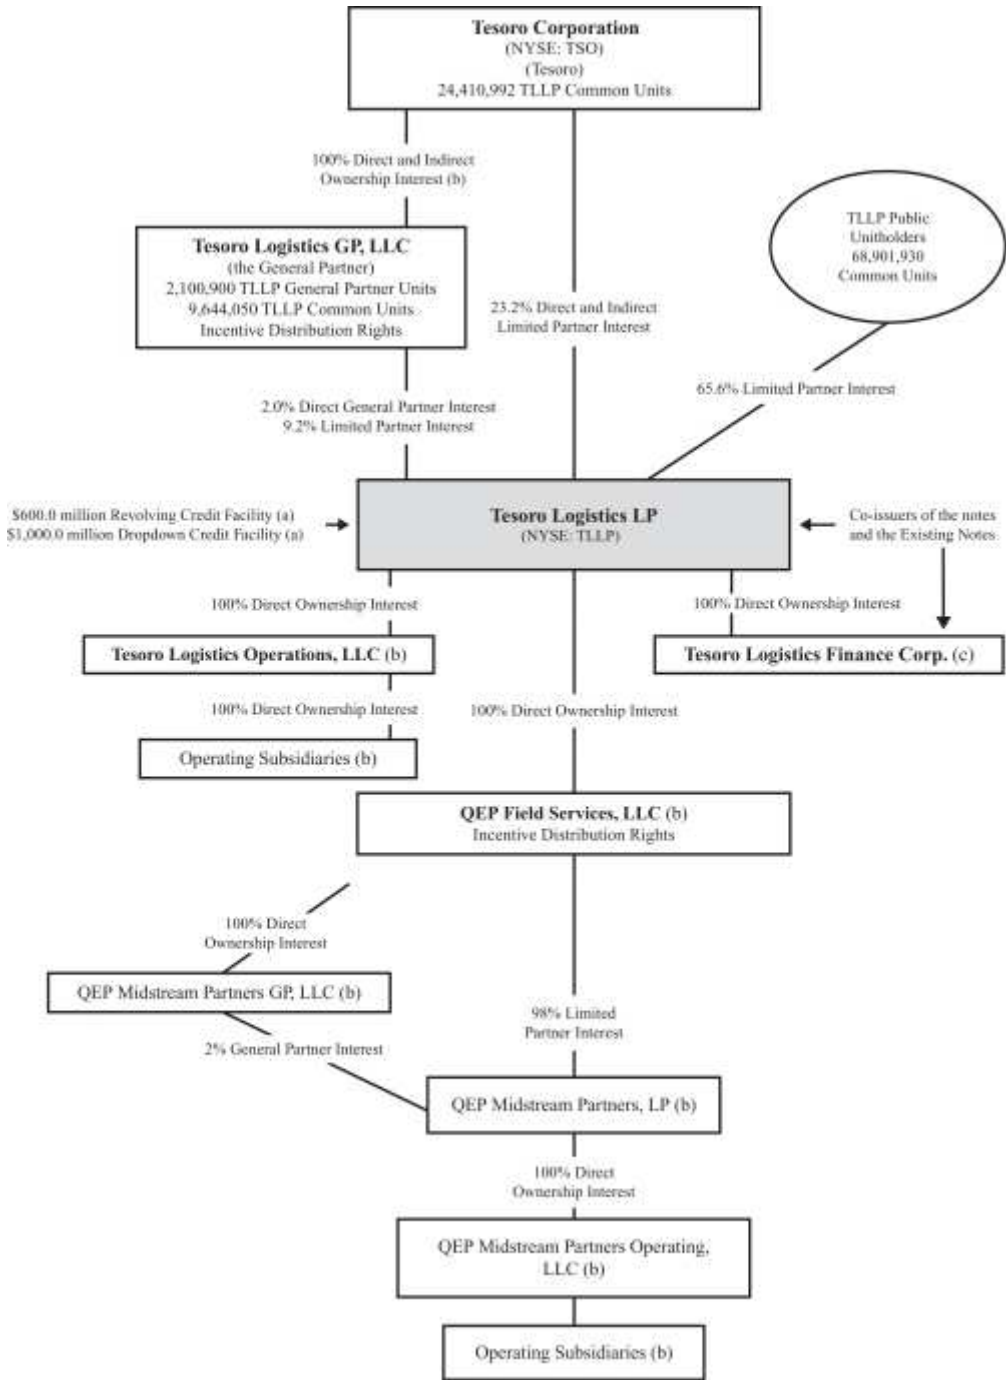 Tesoro Corporation
(NYSE: TSO)
(Tesoro)
24,410,992 TLLP Common Units
100% Direct and Indirect
Ownership Interest (b)
TLLP Public
Unitholders
68,901,930
Common Units
Tesoro Logistics GP, LLC
(the General Partner)
2,100,900 TLLP General Partner Units
9,644,050 TLLP Common Units
Incentive Distribution Rights
23.2% Direct and Indirect
Limited Partner Interest
65.6% Limited Partner Interest
2.0% Direct General Partner Interest
9.2% Limited Partner Interest
$600.0 million Revolving Credit Facility (a)
$1,000.0 million Dropdown Credit Facility (a)
Tesoro Logistics LP
(NYSE: TLLP)
Co-issuers of the notes
and the Existing Notes
100% Direct Ownership Interest
100% Direct Ownership Interest
Tesoro Logistics Operations, LLC (b)
Tesoro Logistics Finance Corp. (c)
100% Direct Ownership Interest
100% Direct Ownership Interest
Operating Subsidiaries (b)
QEP Field Services, LLC (b)
Incentive Distribution Rights
100% Direct
Ownership Interest
QEP Midstream Partners GP, LLC (b)
98% Limited
Partner Interest
2% General Partner Interest
QEP Midstream Partners, LP (b)
100% Direct
Ownership Interest
QEP Midstream Partners Operating,
LLC (b)
Operating Subsidiaries (b)